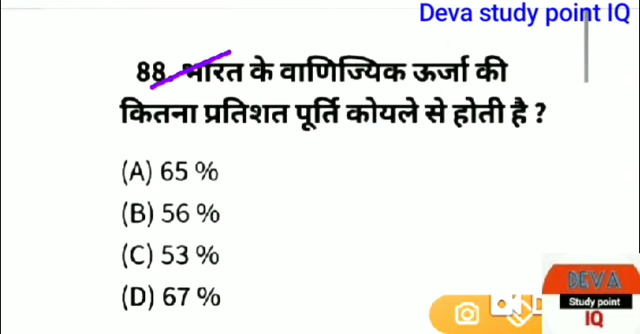 Deva study point IQ
88. भारत के वाणिज्यिक ऊर्जा की
कितना प्रतिशत पूर्ति कोयले से होती है ?
(A) 65 %
(B) 56 %
(C) 53 %
(D) 67 %
DEVA
Study point
IQ